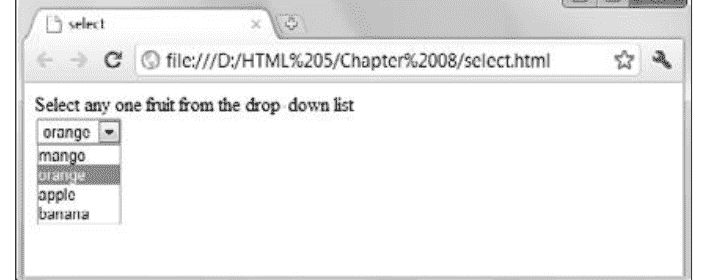 select
file:///D:/HTML%205/Chapter%2008/select.html
Select any one fruit from the drop-down list
orange
mango
orange
apple
banana